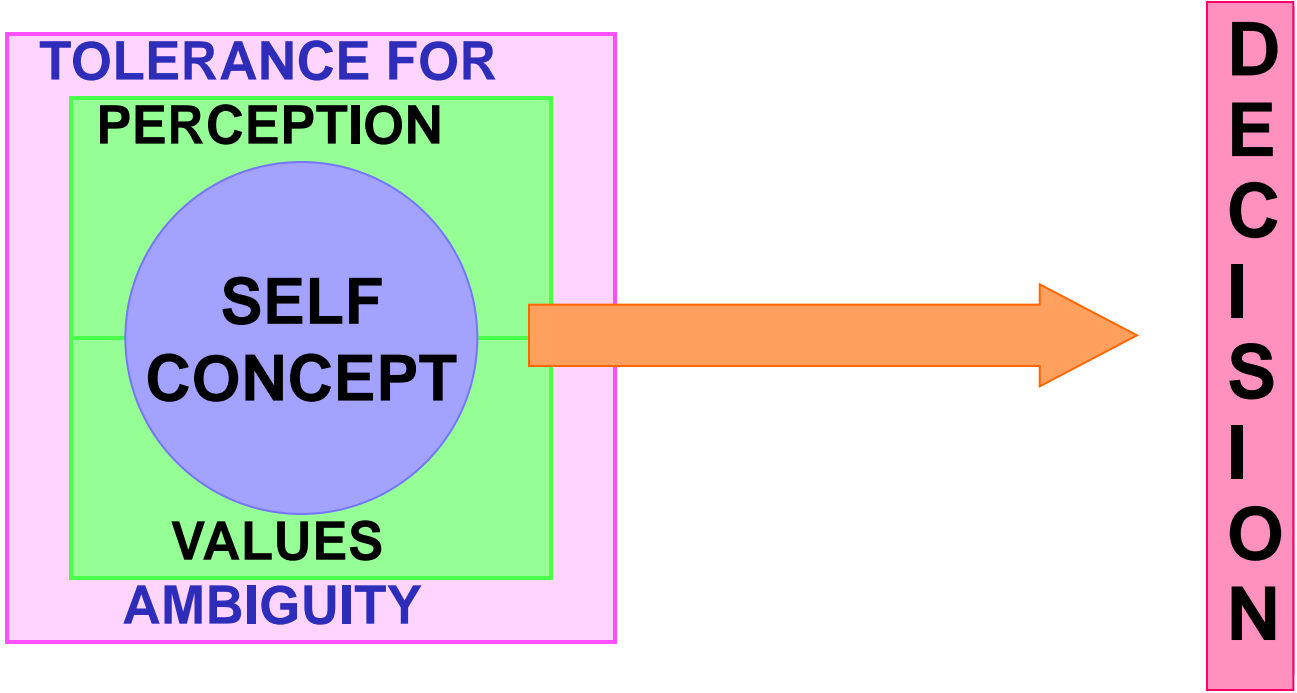 TOLERANCE FOR
PERCEPTION
SELF
CONCEPT
VALUES
AMBIGUITY
D
E
C
I
S
I
O
N